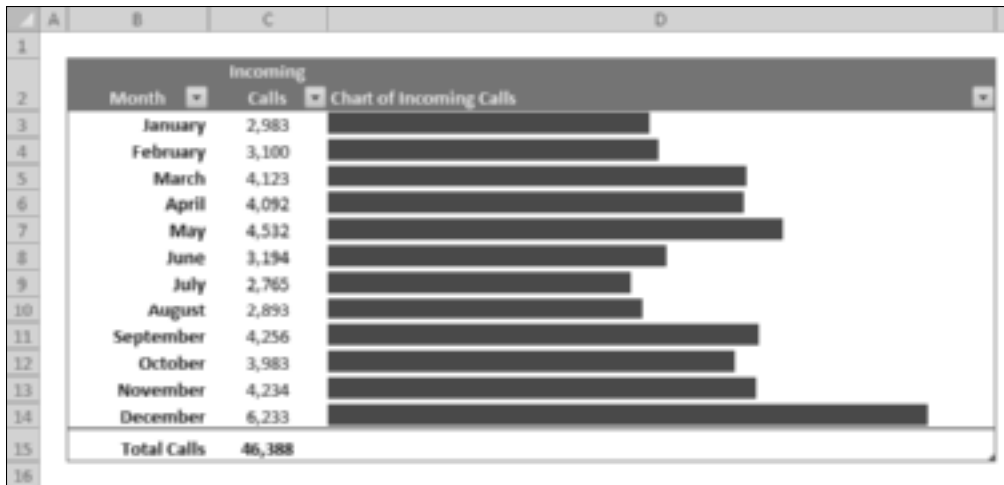 A B C D
1
Incoming
2 Month Calls Chart of Incoming Calls
3 January 2,983
4 February 3,100
5 March 4,123
6 April 4,092
7 May 4,532
8 June 3,194
9 July 2,765
10 August 2,893
11 September 4,256
12 October 3,983
13 November 4,234
14 December 6,233
15 Total Calls 46,388
16